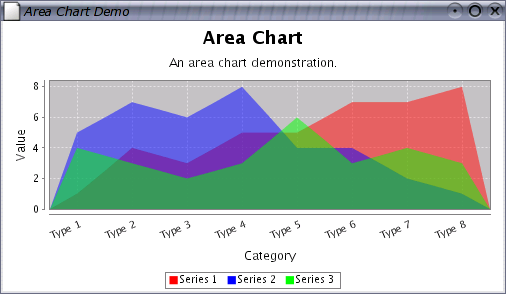 Area Chart Demo
Area Chart
An area chart demonstration.
8
6
4
2
0
Value
Type 1 Type 2 Type 3 Type 4 Type 5 Type 6 Type 7 Type 8
Category
Series 1 Series 2 Series 3